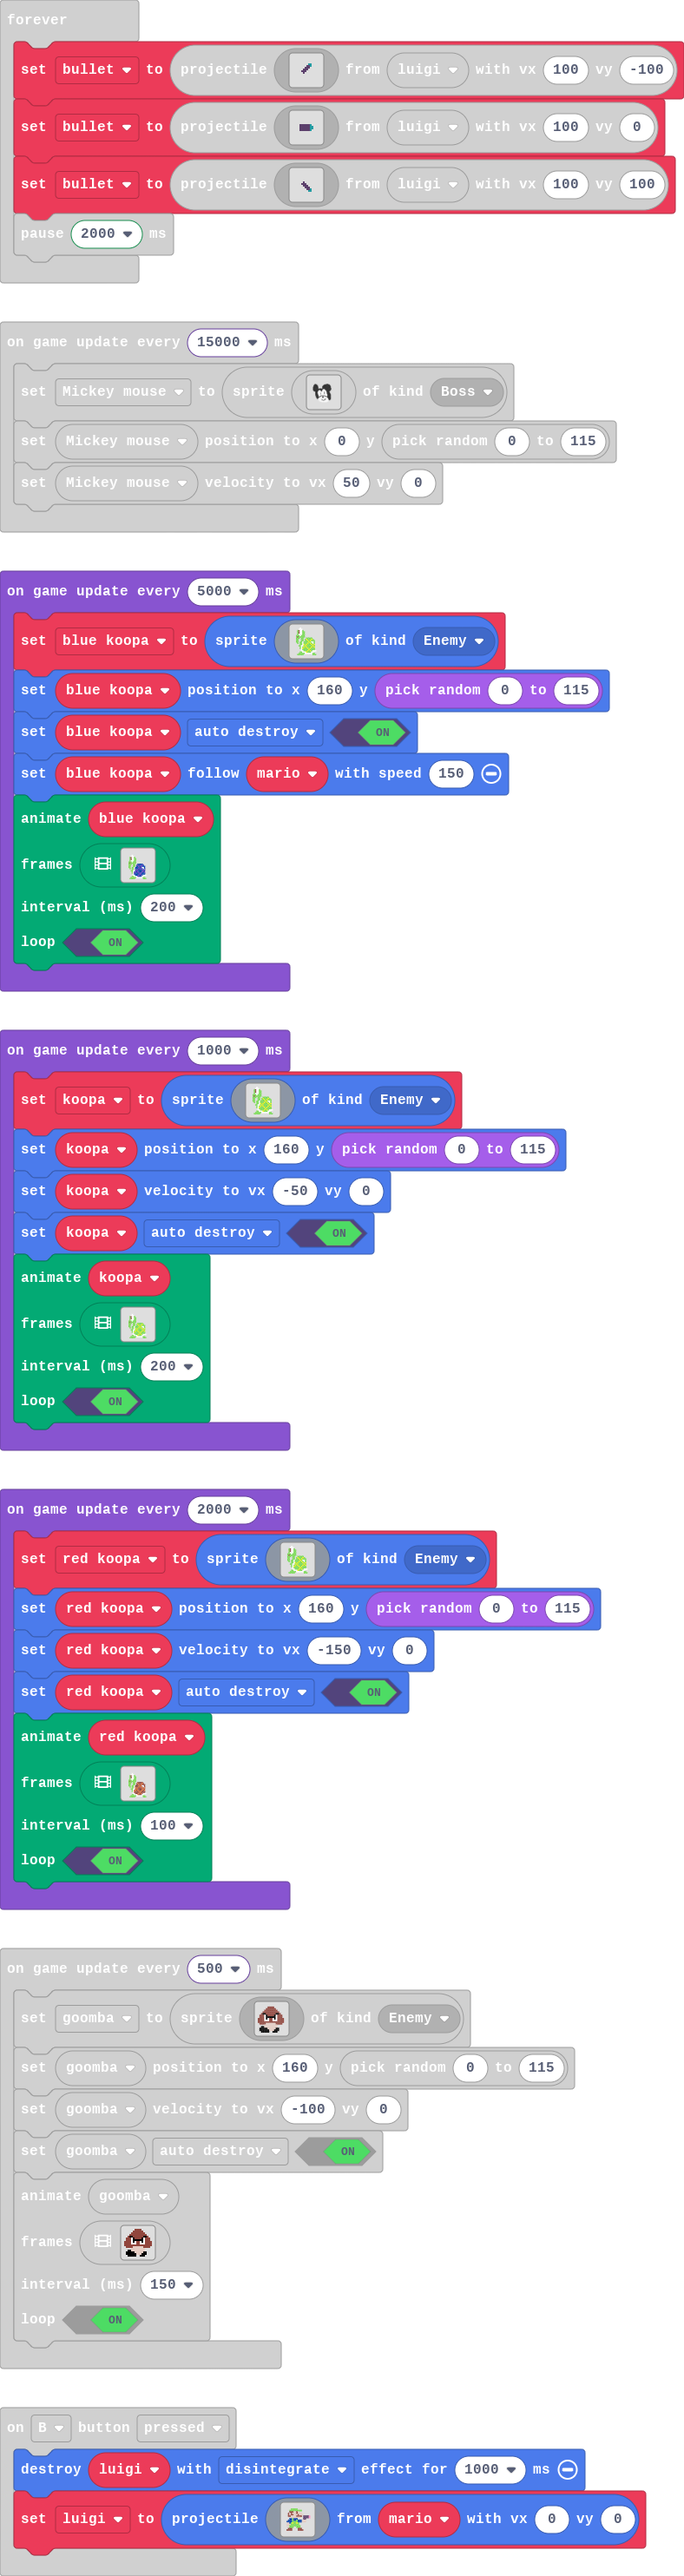 forever
set bullet to projectile from luigi with vx 100 vy -100
set bullet to projectile from luigi with vx 100 vy 0
set bullet to projectile from luigi with vx 100 vy 100
pause 2000 ms
on game update every 15000 ms
set Mickey mouse to sprite of kind Boss
set Mickey mouse position to x 0 y pick random 0 to 115
set Mickey mouse velocity to vx 50 vy 0
on game update every 5000 ms
set blue koopa to sprite of kind Enemy
set blue koopa position to x 160 y pick random 0 to 115
set blue koopa auto destroy ON
set blue koopa follow mario with speed 150
animate blue koopa
frames
interval (ms) 200
loop ON
on game update every 1000 ms
set koopa to sprite of kind Enemy
set koopa position to x 160 y pick random 0 to 115
set koopa velocity to vx -50 vy 0
set koopa auto destroy ON
animate koopa
frames
interval (ms) 200
loop ON
on game update every 2000 ms
set red koopa to sprite of kind Enemy
set red koopa position to x 160 y pick random 0 to 115
set red koopa velocity to vx -150 vy 0
set red koopa auto destroy ON
animate red koopa
frames
interval (ms) 100
loop ON
on game update every 500 ms
set goomba to sprite of kind Enemy
set goomba position to x 160 y pick random 0 to 115
set goomba velocity to vx -100 vy 0
set goomba auto destroy ON
animate goomba
frames
interval (ms) 150
loop ON
on B button pressed
destroy luigi with disintegrate effect for 1000 ms
set luigi to projectile from mario with vx 0 vy 0